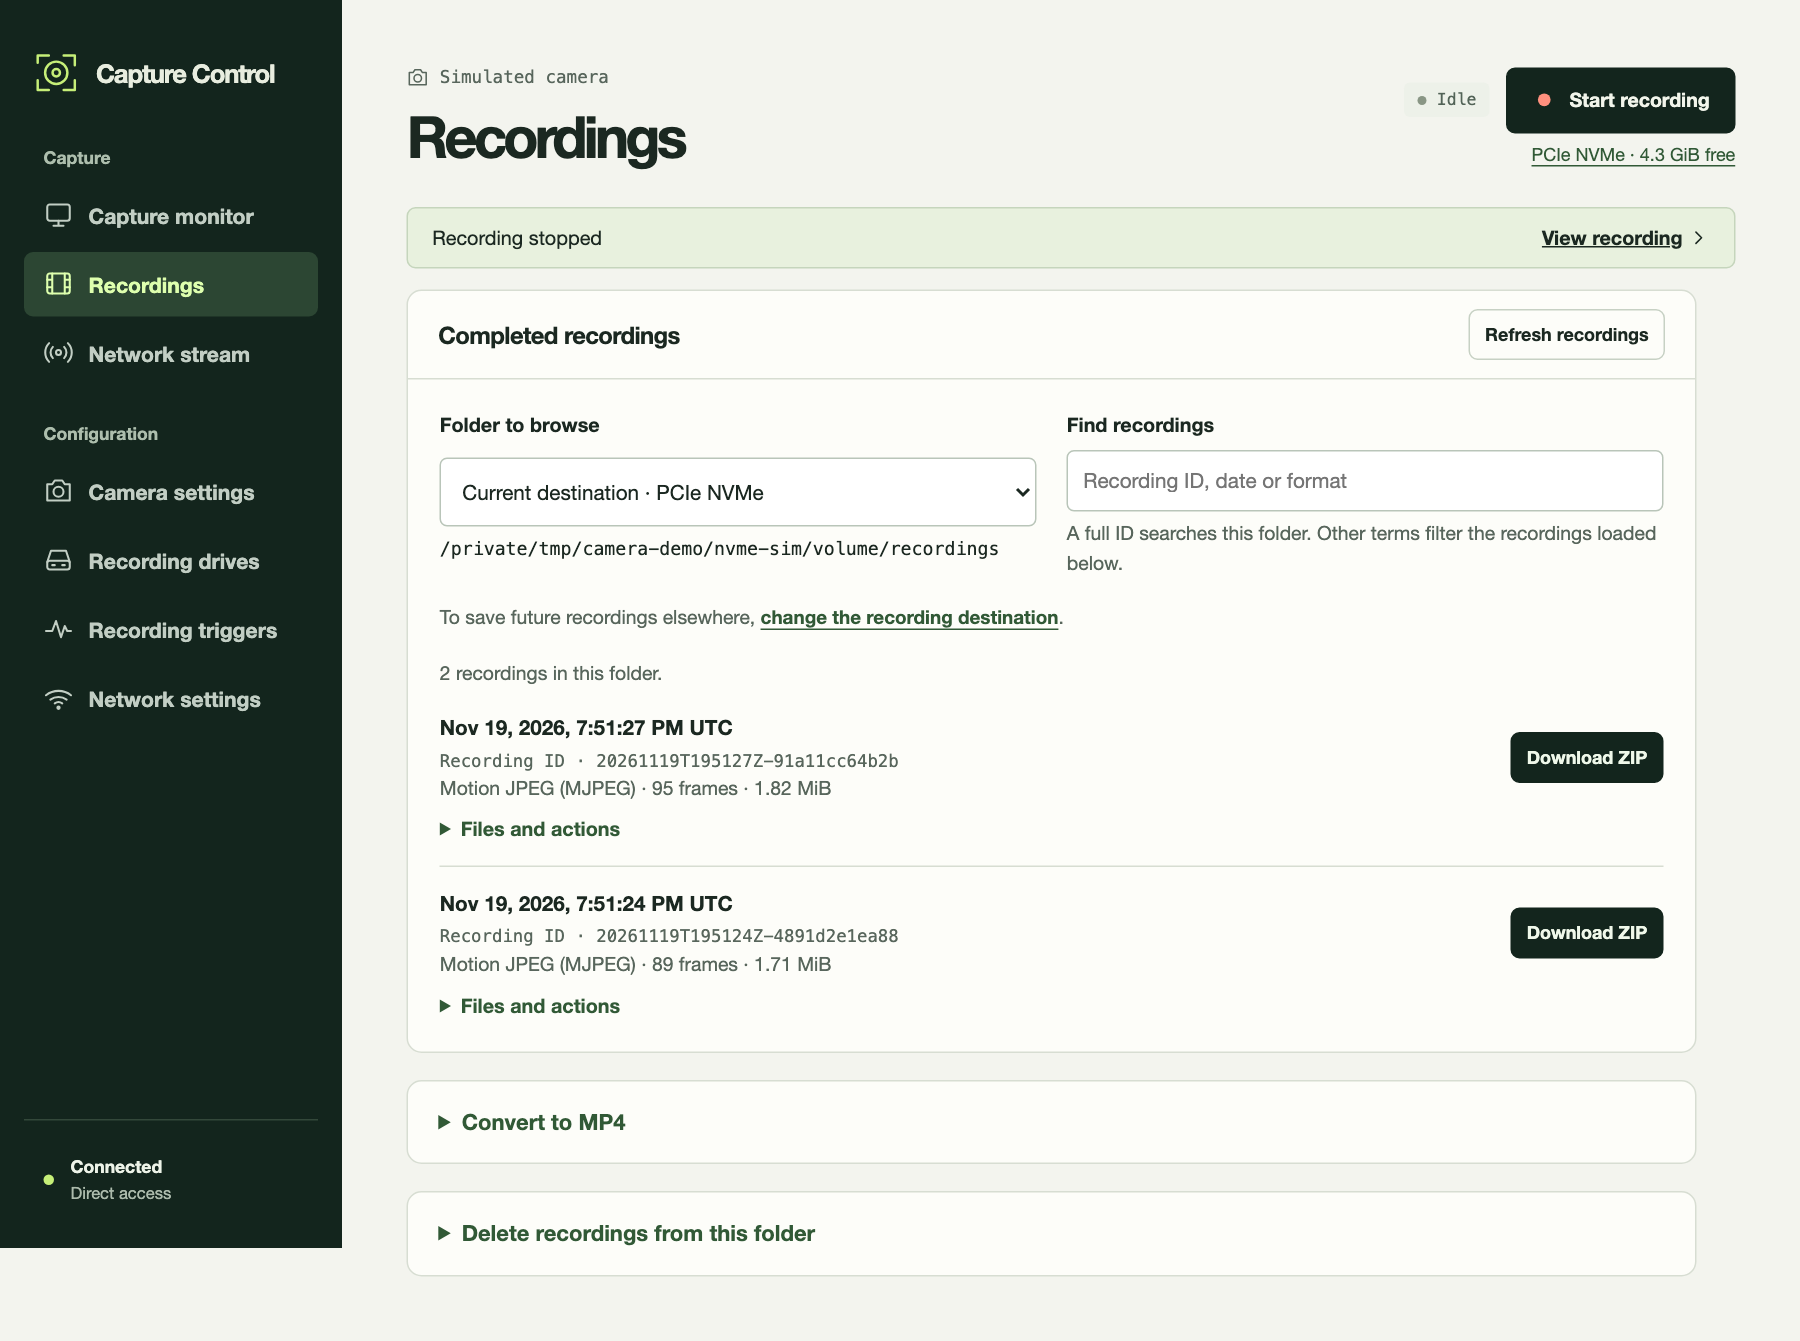 Capture Control
Capture
Capture monitor
Recordings
Network stream
Configuration
Camera settings
Recording drives
Recording triggers
Network settings
Connected
Direct access
Simulated camera
Recordings
Idle
Start recording
PCIe NVMe · 4.3 GiB free
Recording stopped
View recording
Completed recordings
Refresh recordings
Folder to browse
Current destination · PCIe NVMe
/private/tmp/camera-demo/nvme-sim/volume/recordings
Find recordings
Recording ID, date or format
A full ID searches this folder. Other terms filter the recordings loaded
below.
To save future recordings elsewhere, change the recording destination.
2 recordings in this folder.
Nov 19, 2026, 7:51:27 PM UTC
Recording ID · 20261119T195127Z-91a11cc64b2b
Motion JPEG (MJPEG) · 95 frames · 1.82 MiB
Download ZIP
Files and actions
Nov 19, 2026, 7:51:24 PM UTC
Recording ID · 20261119T195124Z-4891d2e1ea88
Motion JPEG (MJPEG) · 89 frames · 1.71 MiB
Download ZIP
Files and actions
Convert to MP4
Delete recordings from this folder